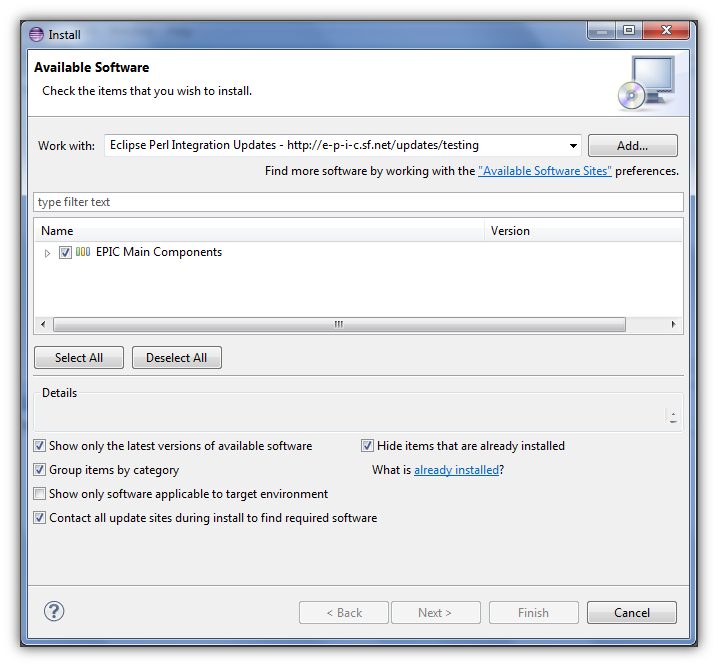 Install
Available Software
Check the items that you wish to install.
Work with: Eclipse Perl Integration Updates - http://e-p-i-c.sf.net/updates/testing Add...
Find more software by working with the "Available Software Sites" preferences.
type filter text
Name Version
EPIC Main Components
Select All Deselect All
Details
Show only the latest versions of available software Hide items that are already installed
Group items by category What is already installed?
Show only software applicable to target environment
Contact all update sites during install to find required software
? < Back Next > Finish Cancel